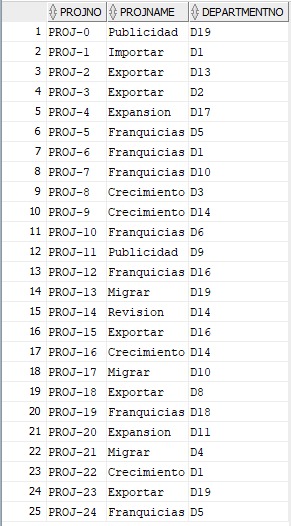 PROJNO PROJNAME DEPARTMENTNO
1 PROJ-0 Publicidad D19
2 PROJ-1 Importar D1
3 PROJ-2 Exportar D13
4 PROJ-3 Exportar D2
5 PROJ-4 Expansion D17
6 PROJ-5 Franquicias D5
7 PROJ-6 Franquicias D1
8 PROJ-7 Franquicias D10
9 PROJ-8 Crecimiento D3
10 PROJ-9 Crecimiento D14
11 PROJ-10 Franquicias D6
12 PROJ-11 Publicidad D9
13 PROJ-12 Franquicias D16
14 PROJ-13 Migrar D19
15 PROJ-14 Revision D14
16 PROJ-15 Exportar D16
17 PROJ-16 Crecimiento D14
18 PROJ-17 Migrar D10
19 PROJ-18 Exportar D8
20 PROJ-19 Franquicias D18
21 PROJ-20 Expansion D11
22 PROJ-21 Migrar D4
23 PROJ-22 Crecimiento D1
24 PROJ-23 Exportar D19
25 PROJ-24 Franquicias D5